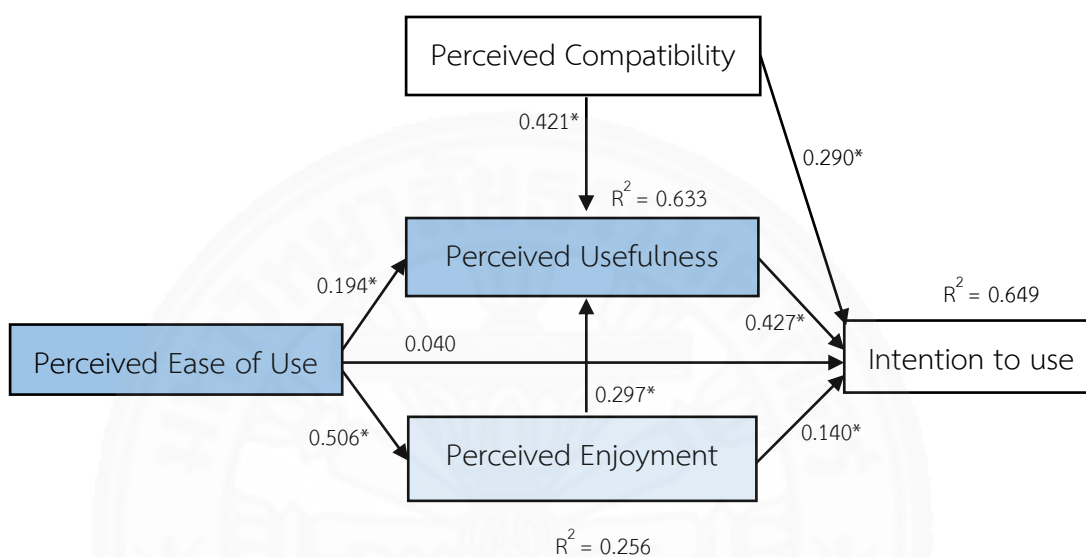 Perceived Compatibility
0.421*
0.290*
R² = 0.633
Perceived Usefulness
0.194*
R² = 0.649
0.427*
Perceived Ease of Use
0.040
Intention to use
0.297*
0.506*
0.140*
Perceived Enjoyment
R² = 0.256